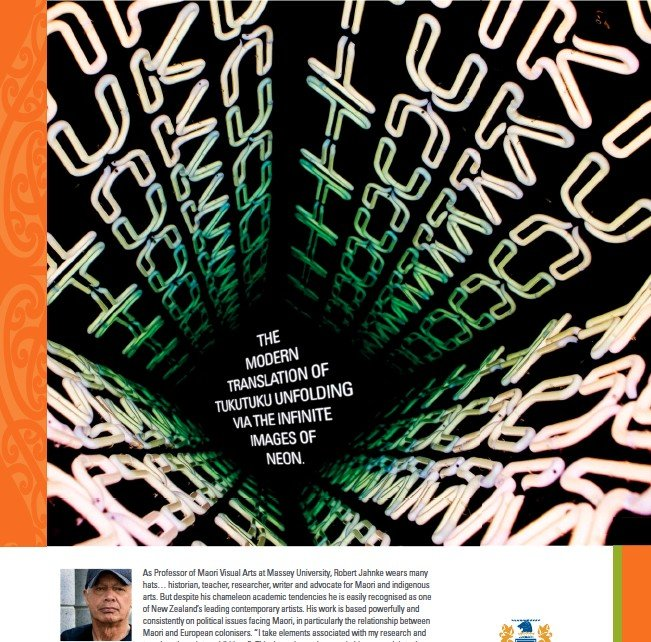 THE
MODERN
TRANSLATION OF
TUKUTUKU UNFOLDING
VIA THE INFINITE
IMAGES OF
NEON.
As Professor of Maori Visual Arts at Massey University, Robert Jahnke wears many
hats… historian, teacher, researcher, writer and advocate for Maori and indigenous
arts. But despite his chameleon academic tendencies he is easily recognised as one
of New Zealand's leading contemporary artists. His work is based powerfully and
consistently on political issues facing Maori, in particularly the relationship between
Maori and European colonisers. "I take elements associated with my research and